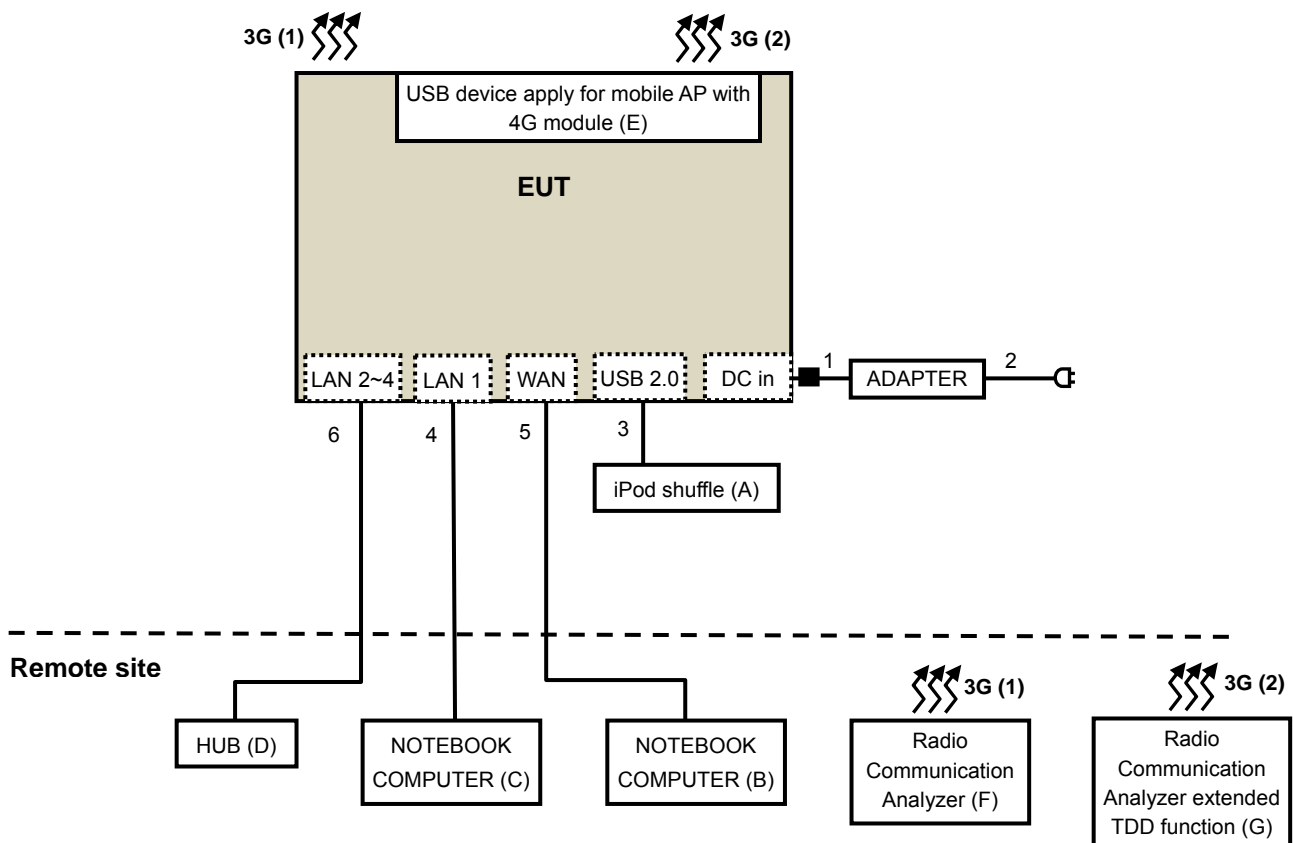 3G (1)
3G (2)
USB device apply for mobile AP with
4G module (E)
EUT
LAN 2~4
LAN 1
WAN
USB 2.0
DC in
1
ADAPTER
2
6
4
5
3
iPod shuffle (A)
Remote site
3G (1)
3G (2)
HUB (D)
NOTEBOOK
COMPUTER (C)
NOTEBOOK
COMPUTER (B)
Radio
Communication
Analyzer (F)
Radio
Communication
Analyzer extended
TDD function (G)